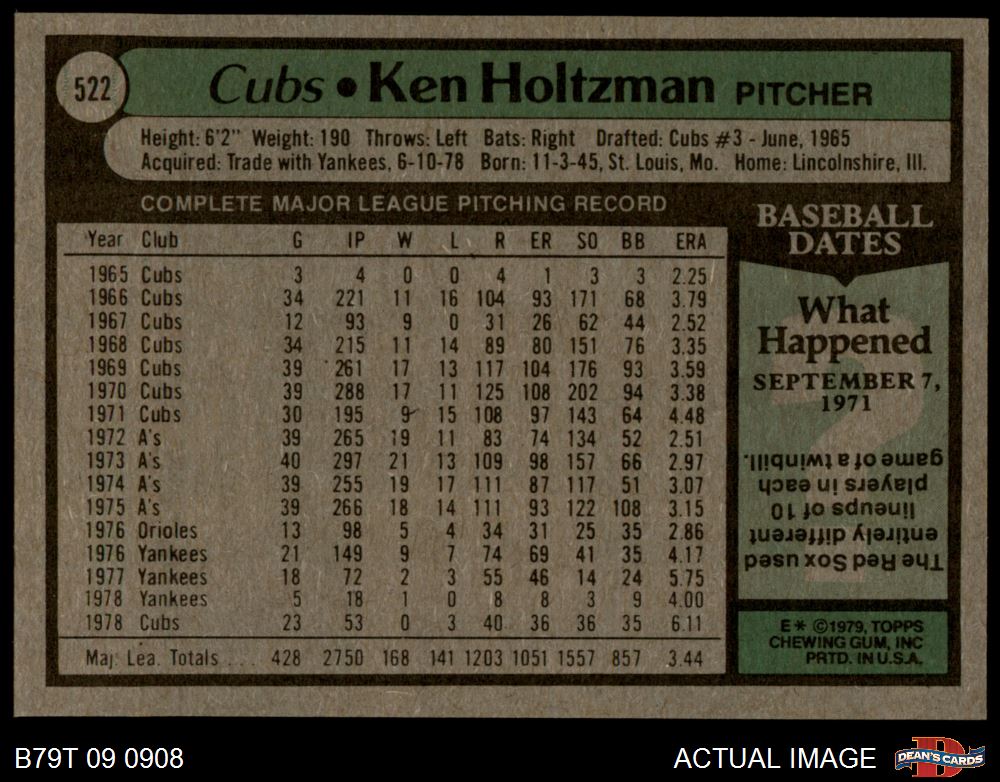 522
Cubs • Ken Holtzman PITCHER
Height: 6'2" Weight: 190 Throws: Left Bats: Right Drafted: Cubs #3 - June, 1965
Acquired: Trade with Yankees, 6-10-78 Born: 11-3-45, St. Louis, Mo. Home: Lincolnshire, Ill.
COMPLETE MAJOR LEAGUE PITCHING RECORD
Year Club G IP W L R ER SO BB ERA
1965 Cubs 3 4 0 0 4 1 3 3 2.25
1966 Cubs 34 221 11 16 104 93 171 68 3.79
1967 Cubs 12 93 9 0 31 26 62 44 2.52
1968 Cubs 34 215 11 14 89 80 151 76 3.35
1969 Cubs 39 261 17 13 117 104 176 93 3.59
1970 Cubs 39 288 17 11 125 108 202 94 3.38
1971 Cubs 30 195 9 15 108 97 143 64 4.48
1972 A's 39 265 19 11 83 74 134 52 2.51
1973 A's 40 297 21 13 109 98 157 66 2.97
1974 A's 39 255 19 17 111 87 117 51 3.07
1975 A's 39 266 18 14 111 93 122 108 3.15
1976 Orioles 13 98 5 4 34 31 25 35 2.86
1976 Yankees 21 149 9 7 74 69 41 35 4.17
1977 Yankees 18 72 2 3 55 46 14 24 5.75
1978 Yankees 5 18 1 0 8 8 3 9 4.00
1978 Cubs 23 53 0 3 40 36 36 35 6.11
Maj. Lea. Totals ... 428 2750 168 141 1203 1051 1557 857 3.44
BASEBALL
DATES
What
Happened
SEPTEMBER 7,
1971
The Red Sox used
entirely different
lineups of 10
players in each
game of a twinbill.
E* ©1979, TOPPS
CHEWING GUM, INC
PRTD. IN U.S.A.
B79T 09 0908
ACTUAL IMAGE
DEAN'S CARDS